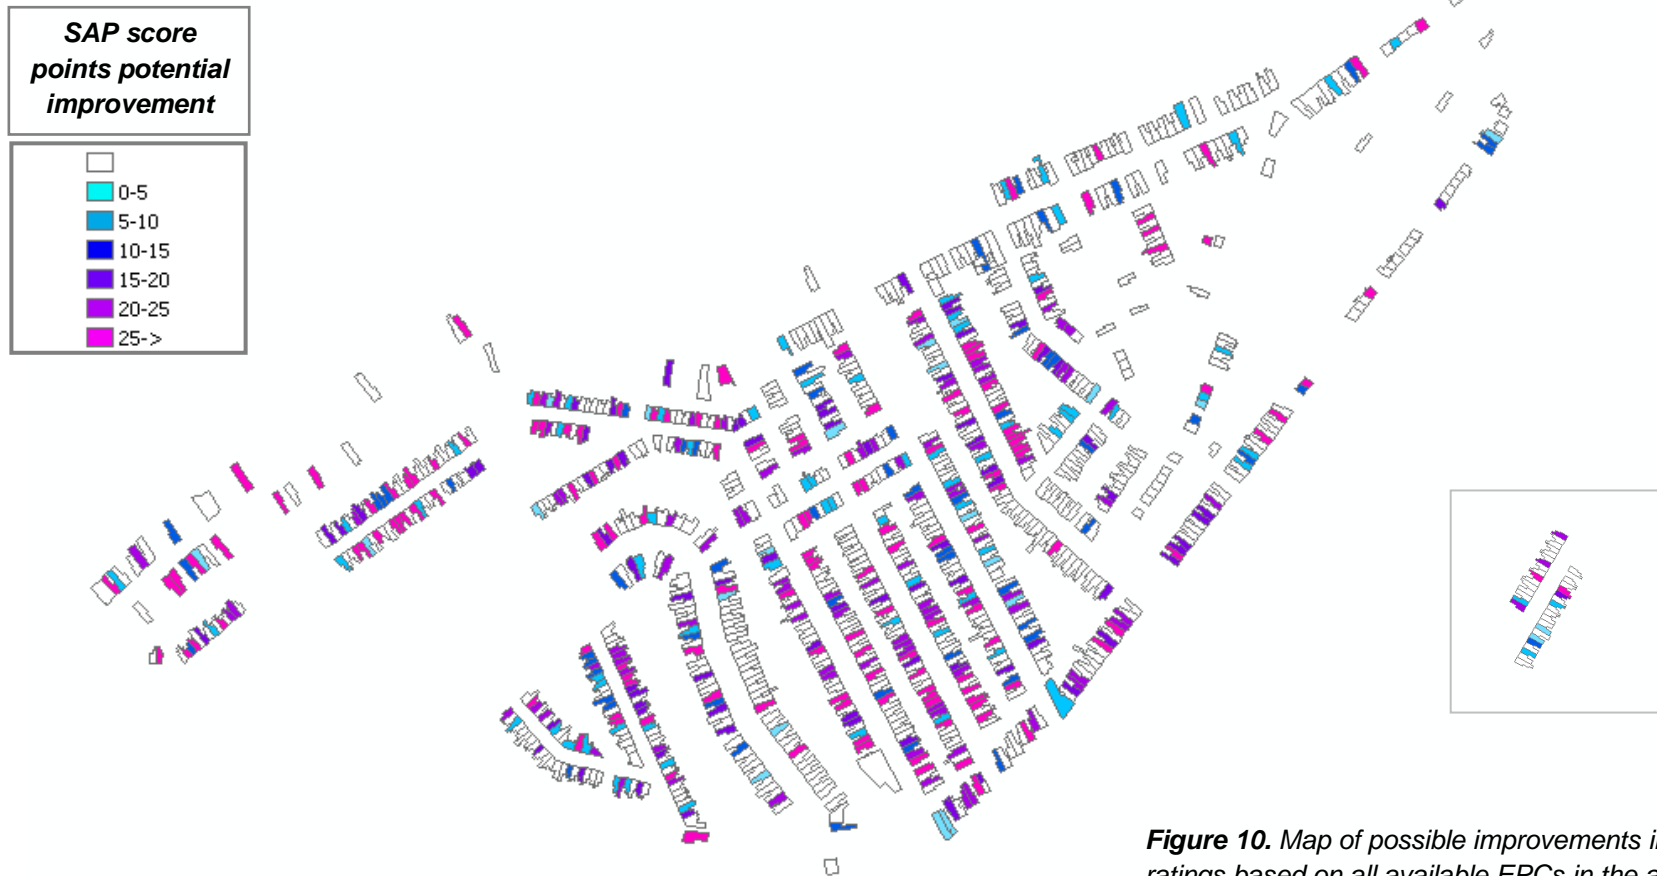 SAP score
points potential
improvement
0-5
5-10
10-15
15-20
20-25
25->
Figure 10. Map of possible improvements
ratings based on all available EPCs in the